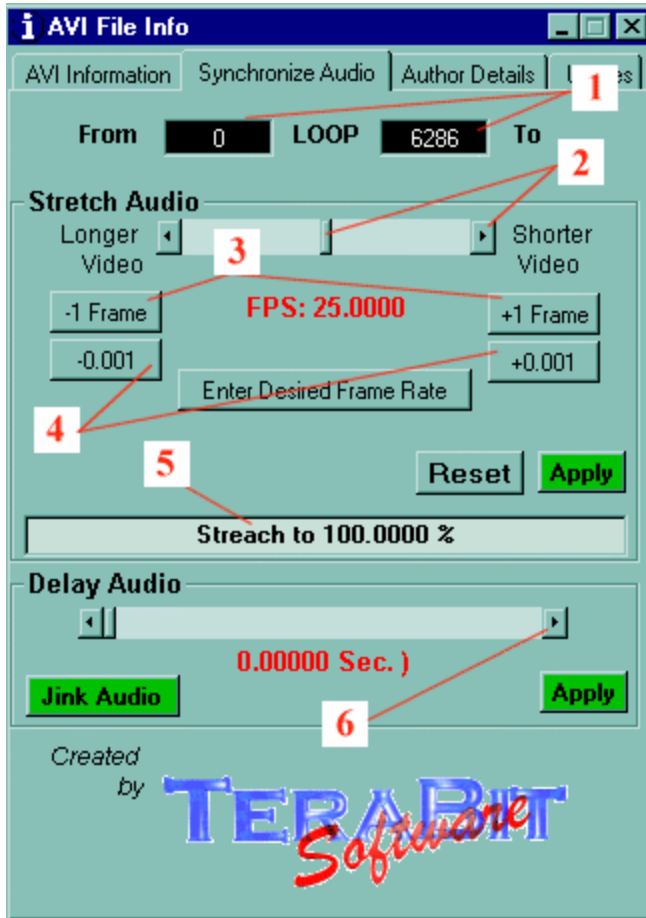 AVI File Info
AVI Information Synchronize Audio Author Details
1
From 0 LOOP 6286 To
2
Stretch Audio
Longer Video
Shorter Video
3
-1 Frame FPS: 25.0000 +1 Frame
-0.001 +0.001
Enter Desired Frame Rate
4
5
Reset Apply
Streach to 100.0000 %
Delay Audio
0.00000 Sec. )
Jink Audio Apply
6
Created
by
TERABIT
Software